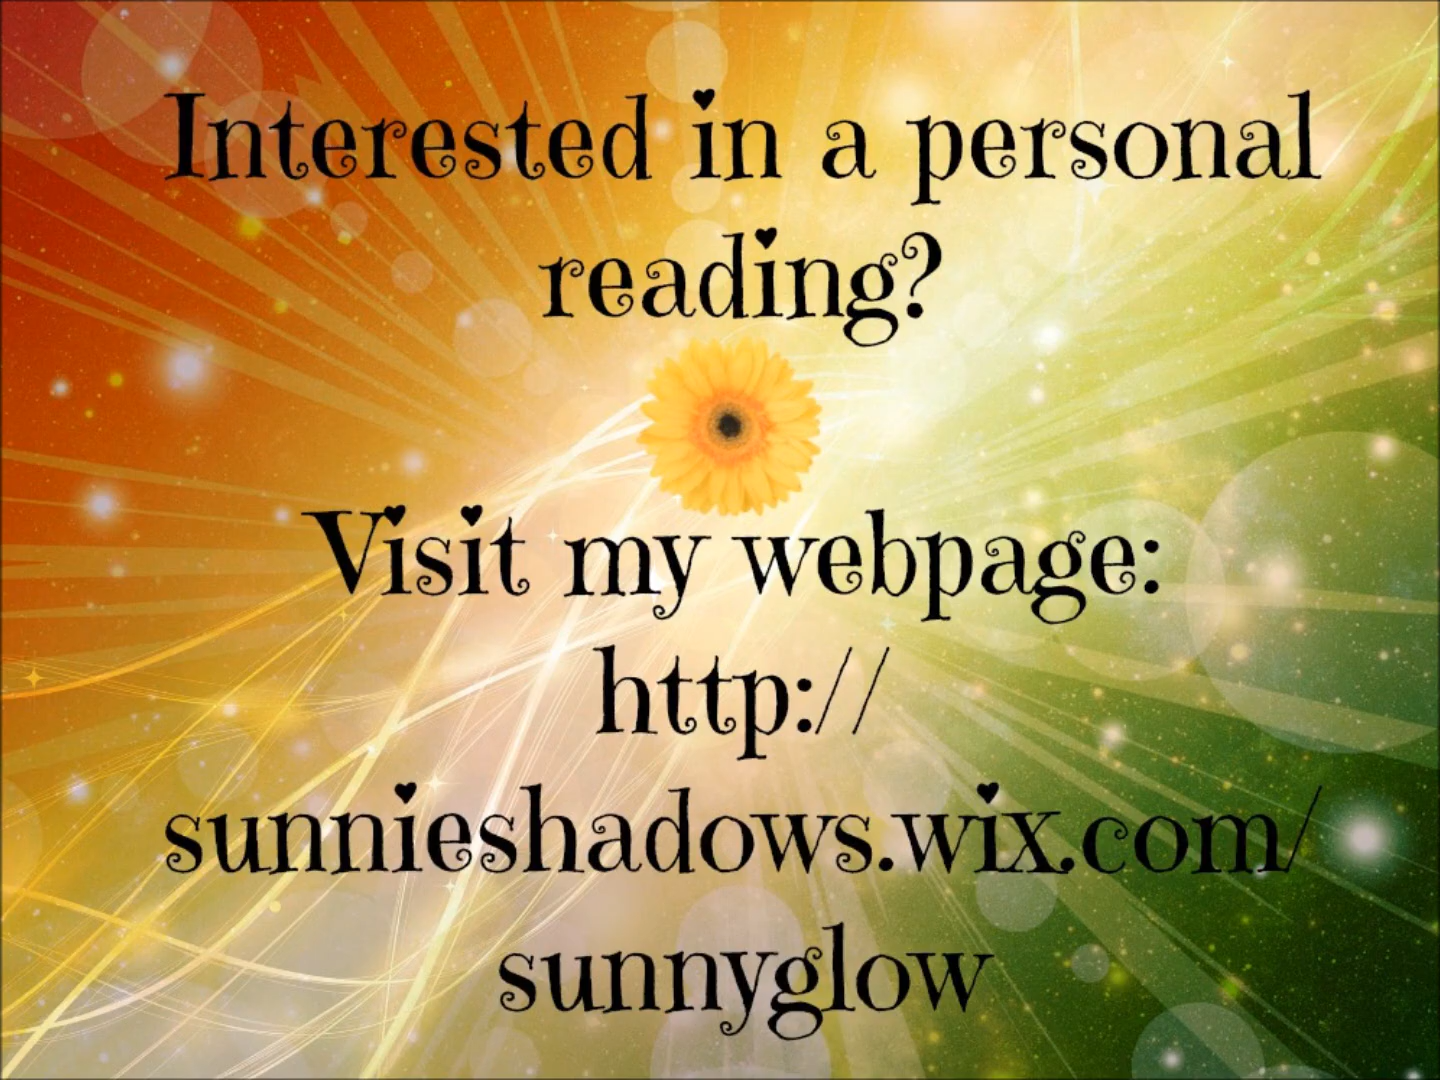 Interested in a personal
reading?
Visit my webpage:
http://
sunnieshadows.wix.com/
sunnyglow